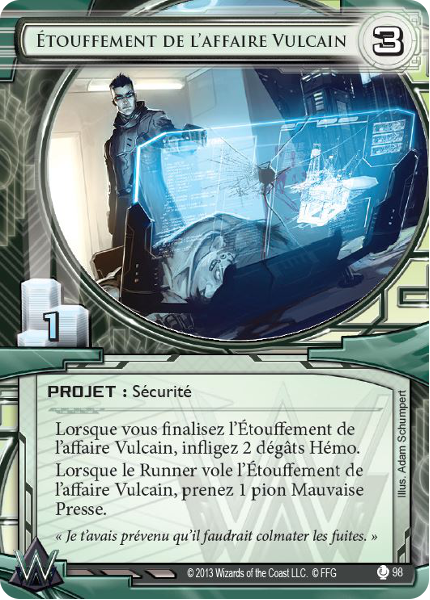 Étouffement de l'affaire Vulcain
3
1
PROJET : Sécurité
Lorsque vous finalisez l'Étouffement de
l'affaire Vulcain, infligez 2 dégâts Hémo.
Lorsque le Runner vole l'Étouffement de
l'affaire Vulcain, prenez 1 pion Mauvaise
Presse.
« Je t'avais prévenu qu'il faudrait colmater les fuites. »
Illus. Adam Schumpert
© 2013 Wizards of the Coast LLC. © FFG
98